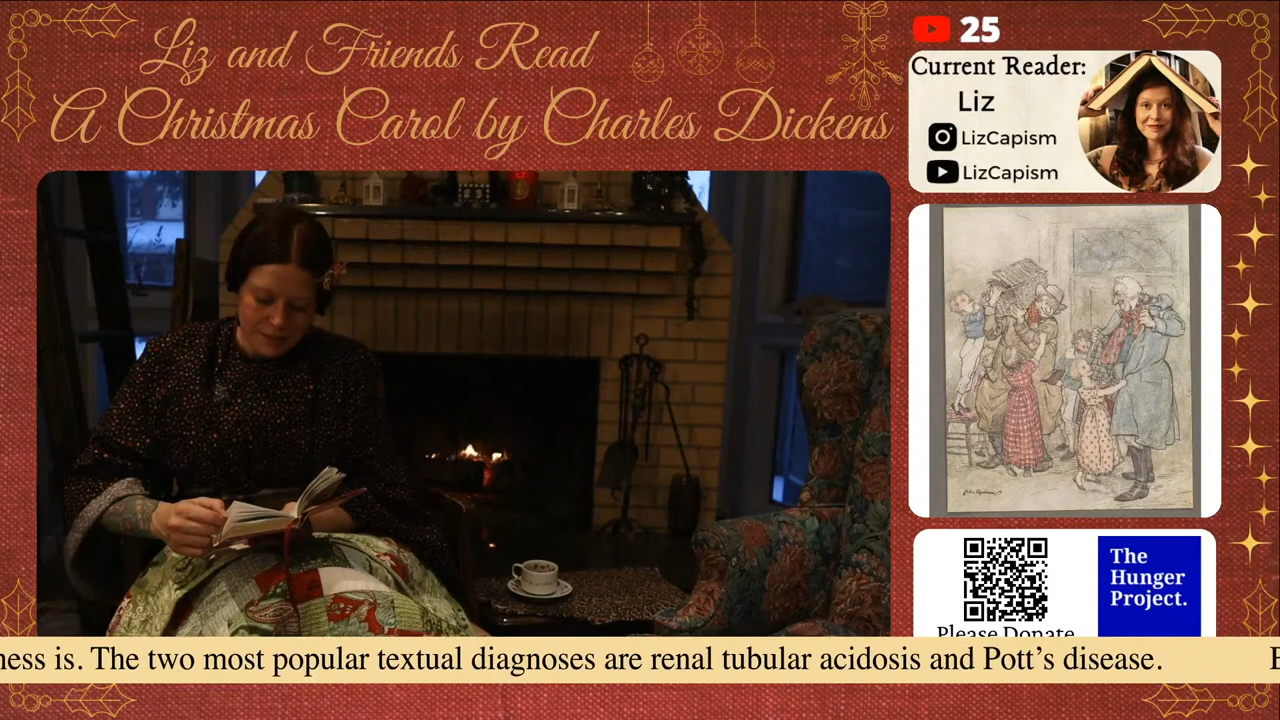 Liz and Friends Read
A Christmas Carol by Charles Dickens
25
Current Reader:
Liz
LizCapism
LizCapism
The
Hunger
Project.
Please Donate
ness is. The two most popular textual diagnoses are renal tubular acidosis and Pott’s disease.